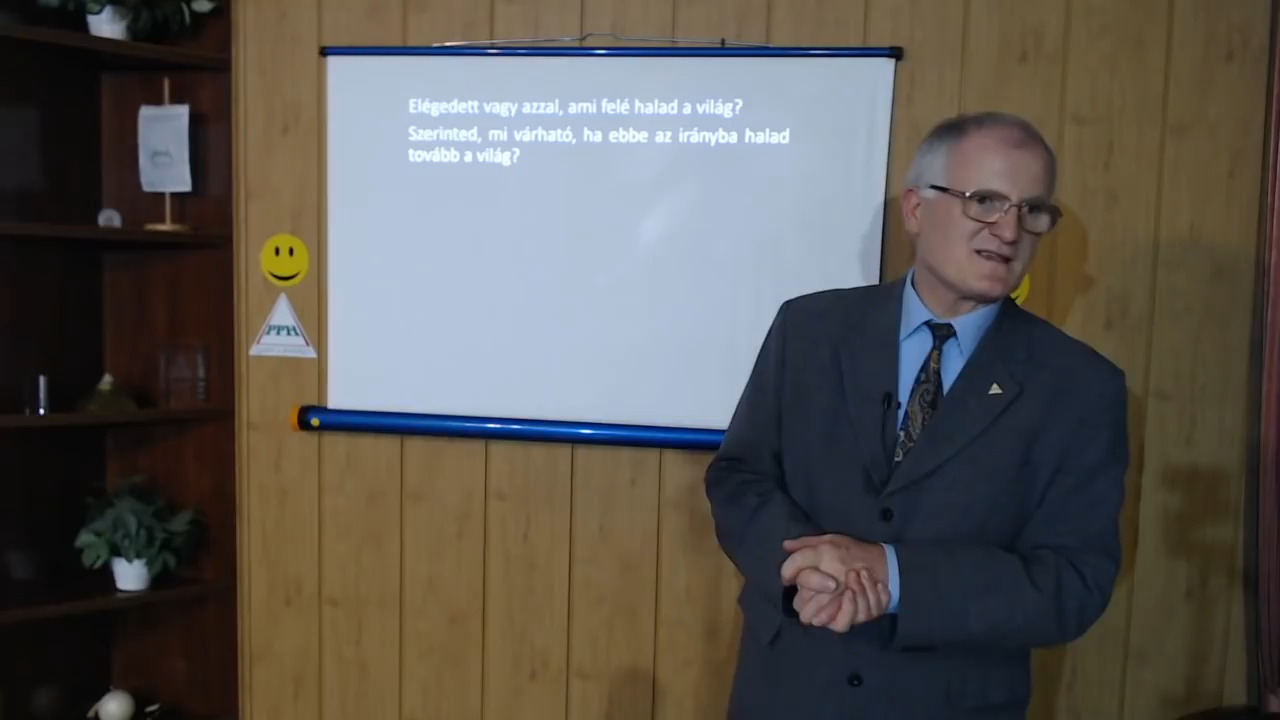 Elégedett vagy azzal, ami felé halad a világ?
Szerinted, mi várható, ha ebbe az irányba halad
tovább a világ?
PPH